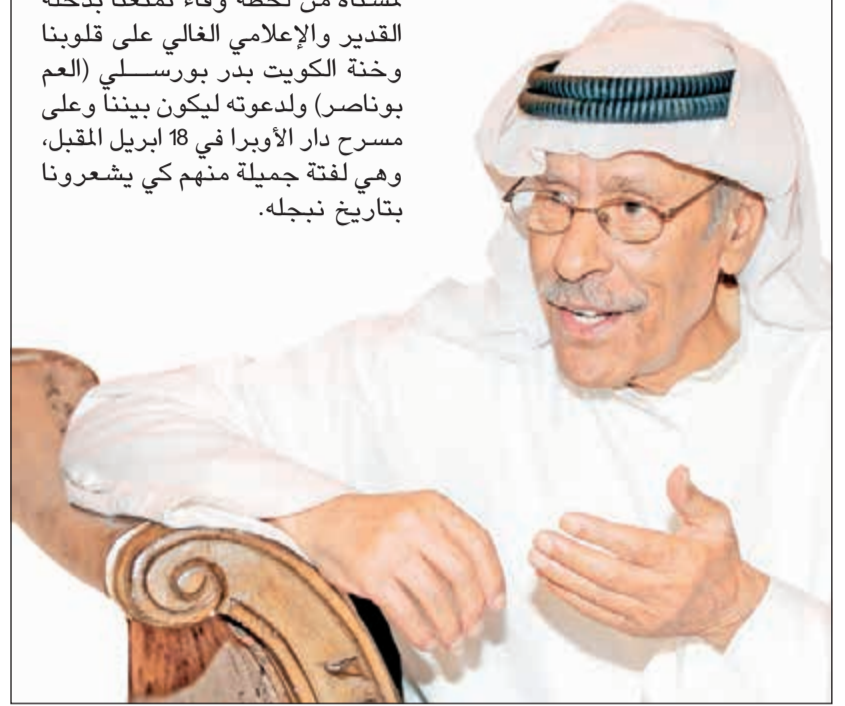 لمسناه من لحظة وفاء
القدير والإعلامي الغالي على قلوبنا
وخنة الكويت بدر بورسلي (العم
بوناصر) ولدعوته ليكون بيننا وعلى
مسرح دار الأوبرا في 18 ابريل المقبل،
وهي لفتة جميلة منهم كي يشعرونا
بتاريخ نبجله.